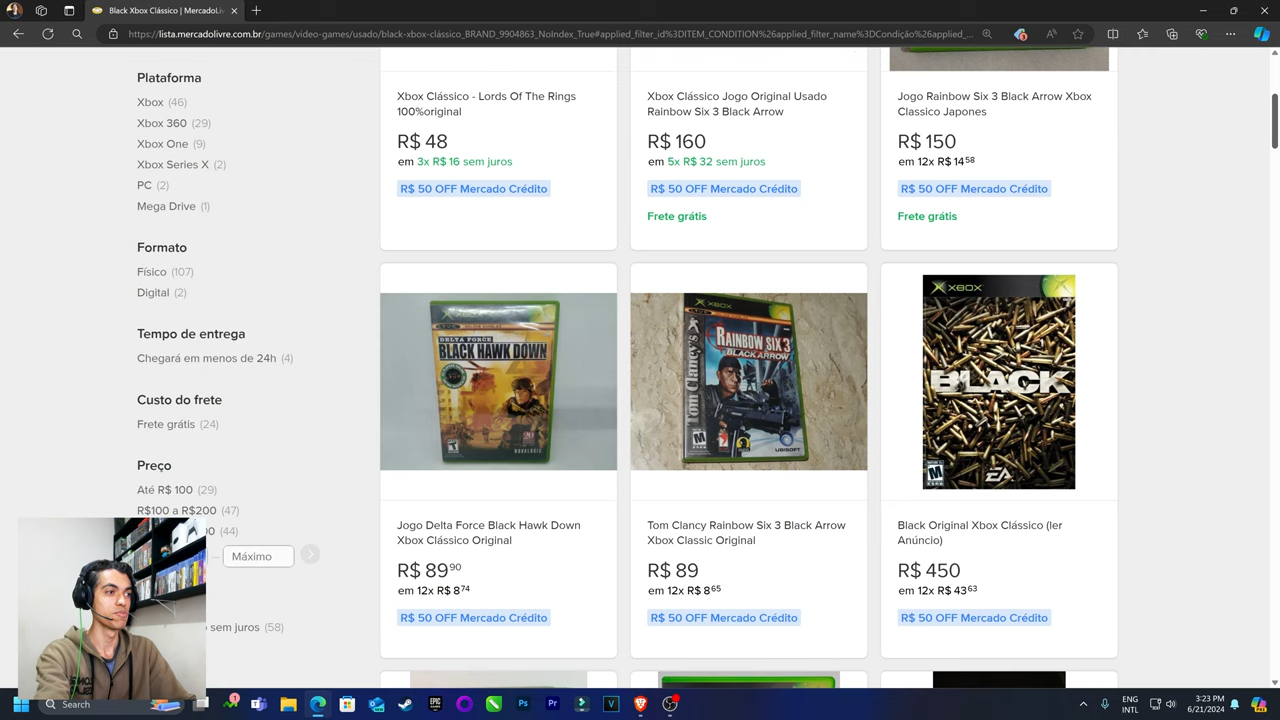 Black Xbox Clássico | MercadoLi
https://lista.mercadolivre.com.br/games/video-games/usado/black-xbox-clássico_BRAND_9904863_NoIndex_True#applied_filter_id%3DITEM_CONDITION%26applied_filter_name%3DCondição%26applied_...
Plataforma
Xbox (46)
Xbox 360 (29)
Xbox One (9)
Xbox Series X (2)
PC (2)
Mega Drive (1)
Formato
Físico (107)
Digital (2)
Tempo de entrega
Chegará em menos de 24h (4)
Custo do frete
Frete grátis (24)
Preço
Até R$ 100 (29)
R$100 a R$200 (47)
00 (44)
Máximo
sem juros (58)
Xbox Clássico - Lords Of The Rings
100%original
R$ 48
em 3x R$ 16 sem juros
R$ 50 OFF Mercado Crédito
Xbox Clássico Jogo Original Usado
Rainbow Six 3 Black Arrow
R$ 160
em 5x R$ 32 sem juros
R$ 50 OFF Mercado Crédito
Frete grátis
Jogo Rainbow Six 3 Black Arrow Xbox
Classico Japones
R$ 150
em 12x R$ 14 58
R$ 50 OFF Mercado Crédito
Frete grátis
XBOX
DELTA FORCE
BLACK HAWK DOWN
NOVALOGIC
Jogo Delta Force Black Hawk Down
Xbox Clássico Original
R$ 89 90
em 12x R$ 8 74
R$ 50 OFF Mercado Crédito
XBOX
Tom Clancy's
RAINBOW SIX 3
BLACK ARROW
M
UBISOFT
Tom Clancy Rainbow Six 3 Black Arrow
Xbox Classic Original
R$ 89
em 12x R$ 8 65
R$ 50 OFF Mercado Crédito
XBOX
BLACK
M
EA
Black Original Xbox Clássico (ler
Anúncio)
R$ 450
em 12x R$ 43 63
R$ 50 OFF Mercado Crédito
Search
1
EPIC
Ps
Pr
V
ENG
INTL
3:23 PM
6/21/2024